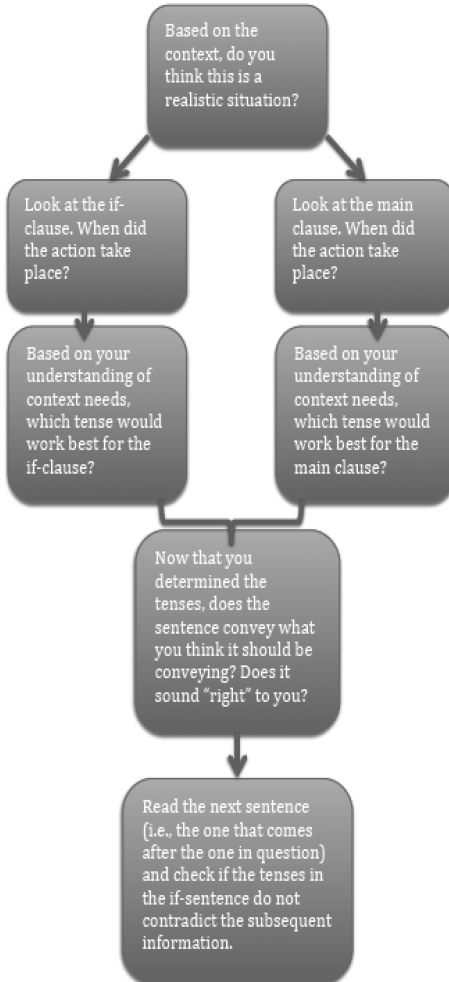 Based on the
context, do you
think this is a
realistic situation?
Look at the if-
clause. When did
the action take
place?
Look at the main
clause. When did
the action take
place?
Based on your
understanding of
context needs,
which tense would
work best for the
if-clause?
Based on your
understanding of
context needs,
which tense would
work best for the
main clause?
Now that you
determined the
tenses, does the
sentence convey what
you think it should be
conveying? Does it
sound “right” to you?
Read the next sentence
(i.e., the one that comes
after the one in question)
and check if the tenses in
the if-sentence do not
contradict the subsequent
information.